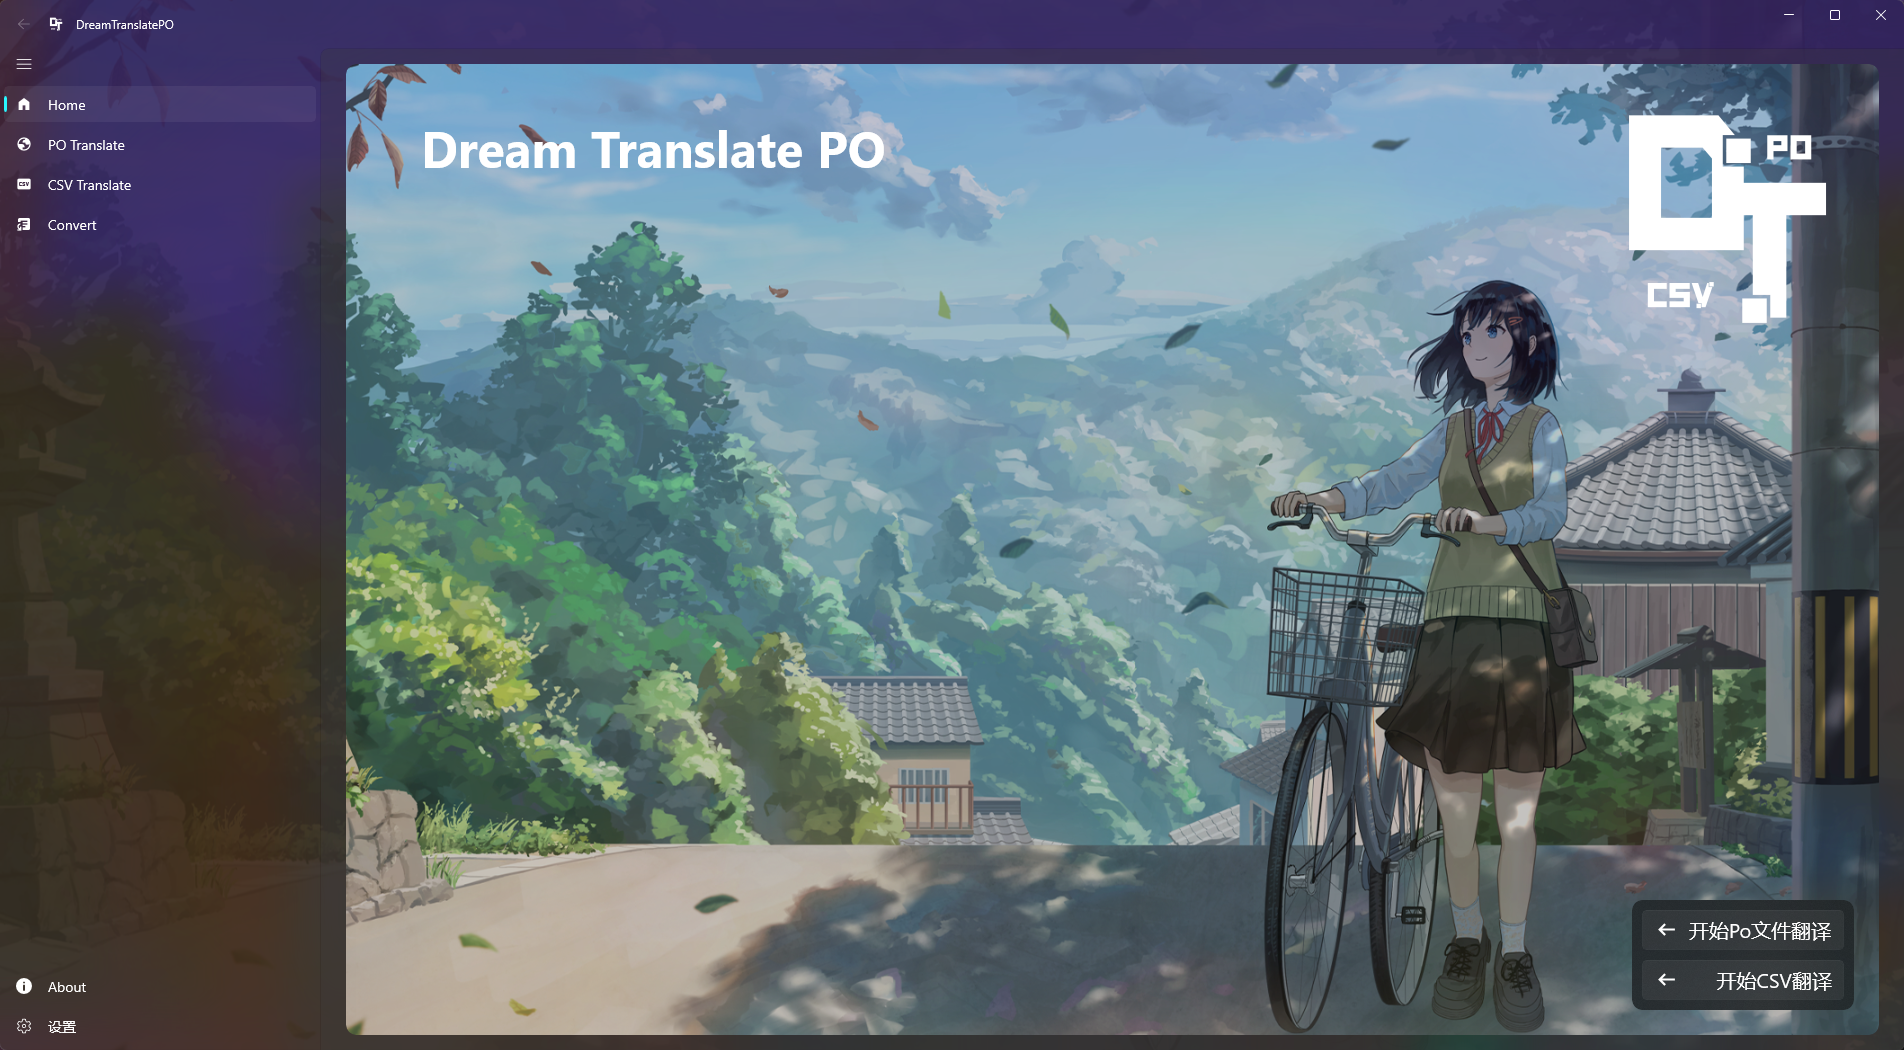 DreamTranslatePO
Home
PO Translate
CSV Translate
Convert
About
设置
Dream Translate PO
DT
PO
CSV
开始Po文件翻译
开始CSV翻译